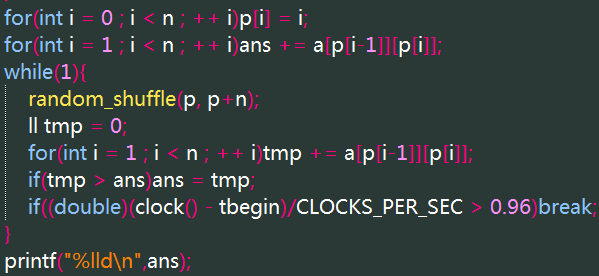 for(int i = 0 ; i < n ; ++ i)p[i] = i;
for(int i = 1 ; i < n ; ++ i)ans += a[p[i-1]][p[i]];
while(1){
random_shuffle(p, p+n);
ll tmp = 0;
for(int i = 1 ; i < n ; ++ i)tmp += a[p[i-1]][p[i]];
if(tmp > ans)ans = tmp;
if((double)(clock() - tbegin)/CLOCKS_PER_SEC > 0.96)break;
}
printf("%lld\n",ans);